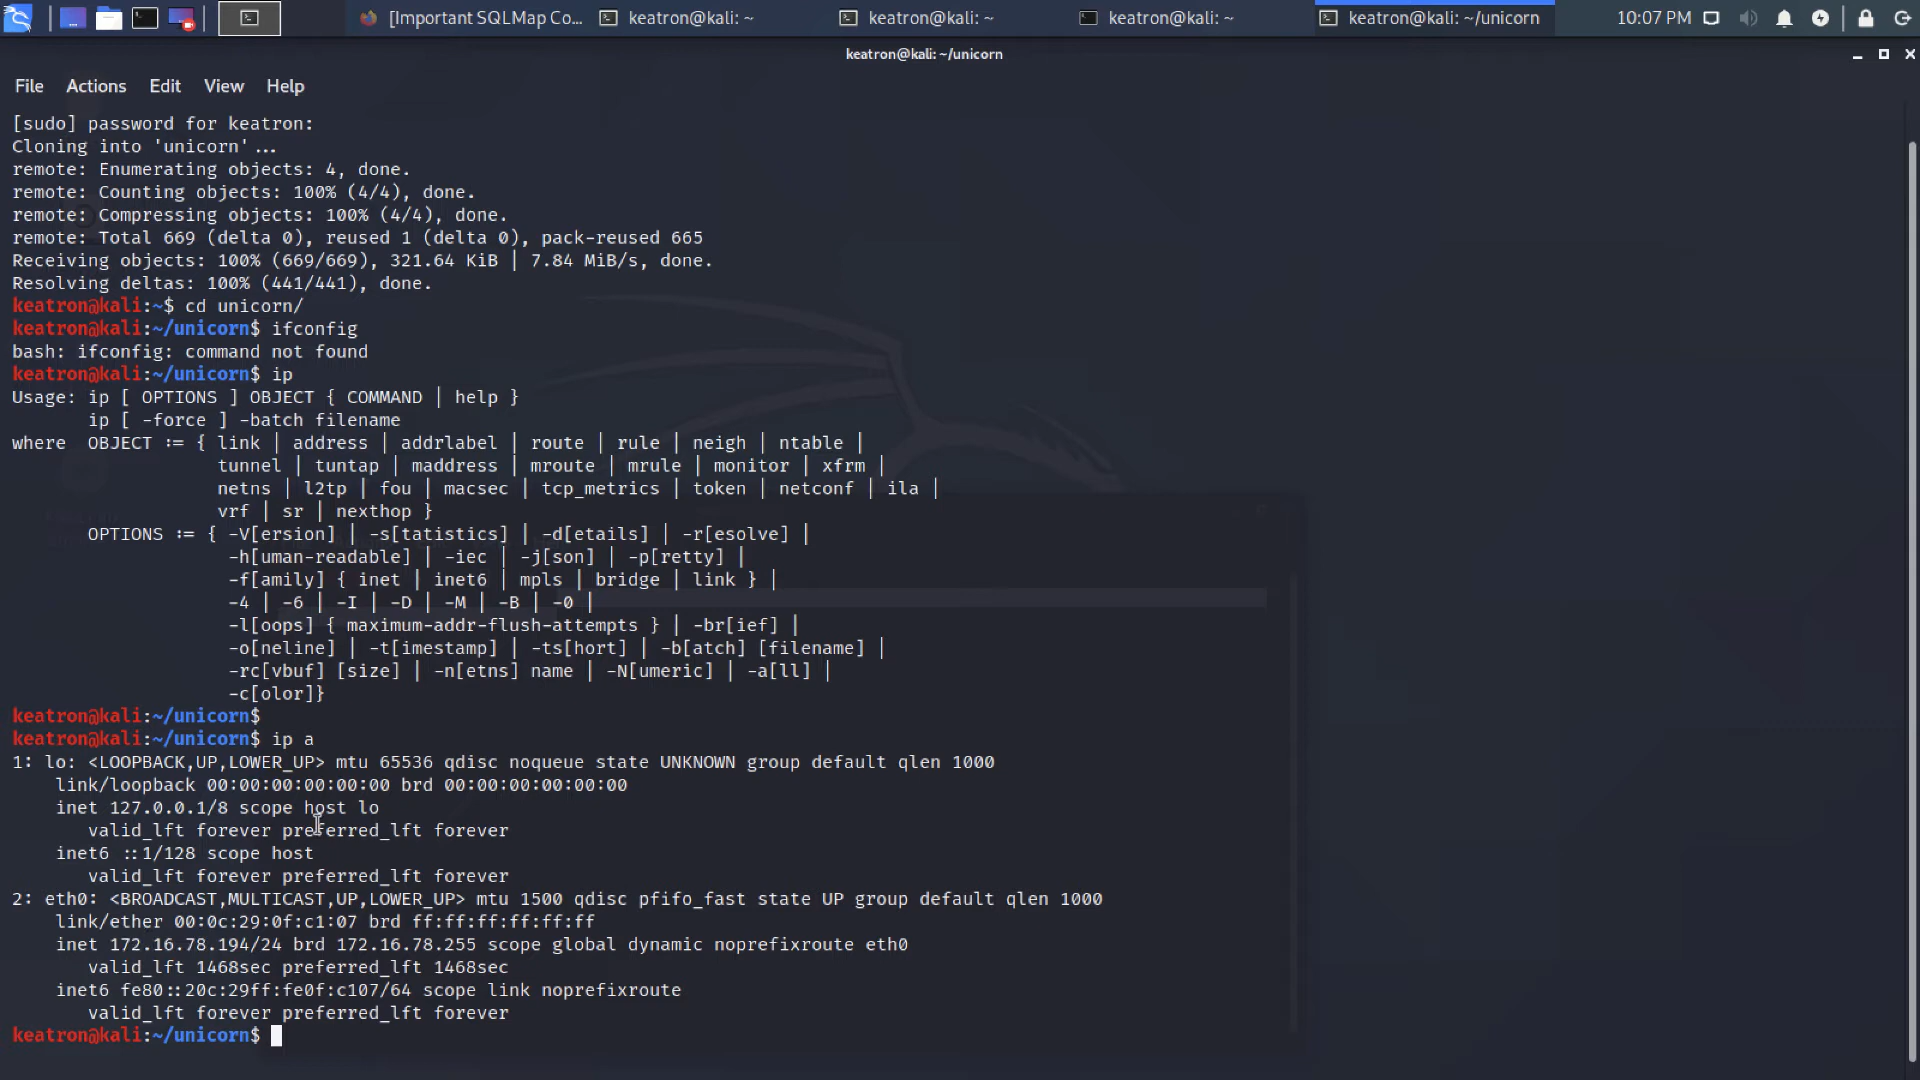 [Important SQLMap Co...
keatron@kali: ~
keatron@kali: ~
keatron@kali: ~
keatron@kali: ~/unicorn
10:07 PM
keatron@kali: ~/unicorn
File Actions Edit View Help
[sudo] password for keatron:
Cloning into 'unicorn'...
remote: Enumerating objects: 4, done.
remote: Counting objects: 100% (4/4), done.
remote: Compressing objects: 100% (4/4), done.
remote: Total 669 (delta 0), reused 1 (delta 0), pack-reused 665
Receiving objects: 100% (669/669), 321.64 KiB | 7.84 MiB/s, done.
Resolving deltas: 100% (441/441), done.
keatron@kali:~$ cd unicorn/
keatron@kali:~/unicorn$ ifconfig
bash: ifconfig: command not found
keatron@kali:~/unicorn$ ip
Usage: ip [ OPTIONS ] OBJECT { COMMAND | help }
ip [ -force ] -batch filename
where OBJECT := { link | address | addrlabel | route | rule | neigh | ntable |
tunnel | tuntap | maddress | mroute | mrule | monitor | xfrm |
netns | l2tp | fou | macsec | tcp_metrics | token | netconf | ila |
vrf | sr | nexthop }
OPTIONS := { -V[ersion] | -s[tatistics] | -d[etails] | -r[esolve] |
-h[uman-readable] | -iec | -j[son] | -p[retty] |
-f[amily] { inet | inet6 | mpls | bridge | link } |
-4 | -6 | -I | -D | -M | -B | -0 |
-l[oops] { maximum-addr-flush-attempts } | -br[ief] |
-o[neline] | -t[imestamp] | -ts[hort] | -b[atch] [filename] |
-rc[vbuf] [size] | -n[etns] name | -N[umeric] | -a[ll] |
-c[olor]}
keatron@kali:~/unicorn$
keatron@kali:~/unicorn$ ip a
1: lo: <LOOPBACK,UP,LOWER_UP> mtu 65536 qdisc noqueue state UNKNOWN group default qlen 1000
link/loopback 00:00:00:00:00:00 brd 00:00:00:00:00:00
inet 127.0.0.1/8 scope host lo
valid_lft forever preferred_lft forever
inet6 ::1/128 scope host
valid_lft forever preferred_lft forever
2: eth0: <BROADCAST,MULTICAST,UP,LOWER_UP> mtu 1500 qdisc pfifo_fast state UP group default qlen 1000
link/ether 00:0c:29:0f:c1:07 brd ff:ff:ff:ff:ff:ff
inet 172.16.78.194/24 brd 172.16.78.255 scope global dynamic noprefixroute eth0
valid_lft 1468sec preferred_lft 1468sec
inet6 fe80::20c:29ff:fe0f:c107/64 scope link noprefixroute
valid_lft forever preferred_lft forever
keatron@kali:~/unicorn$